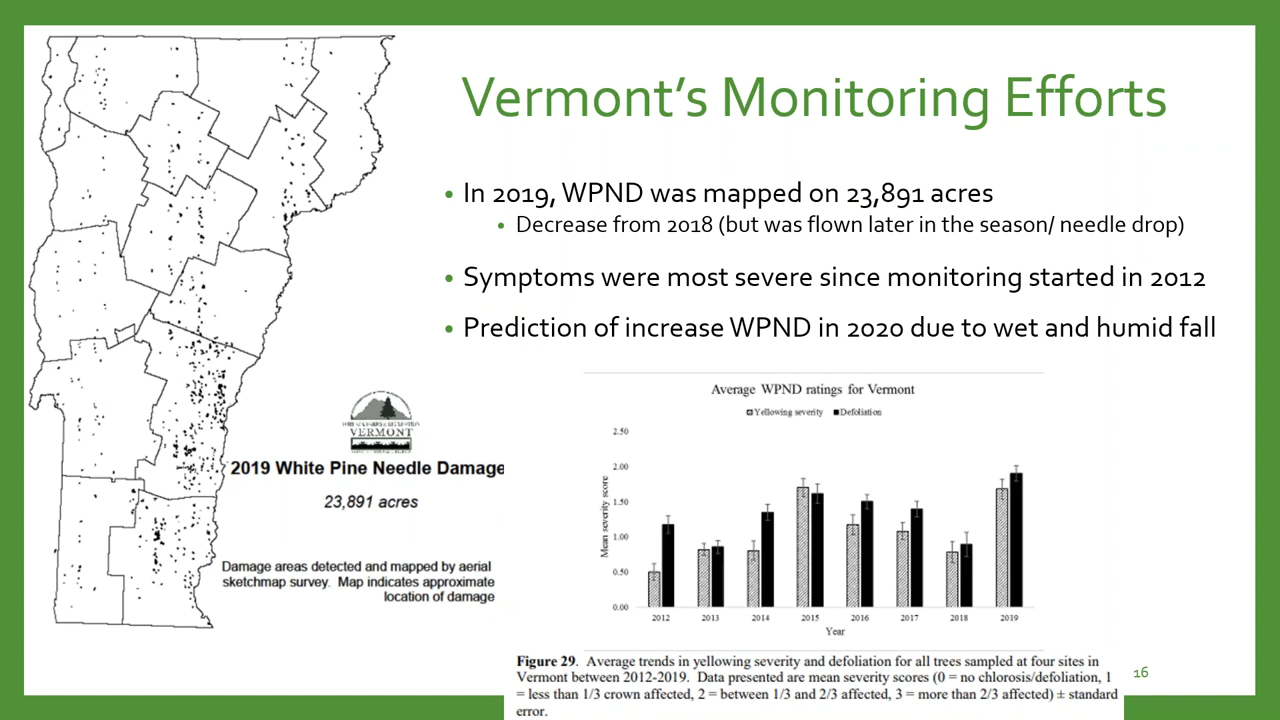 Vermont's Monitoring Efforts
• In 2019, WPND was mapped on 23,891 acres
• Decrease from 2018 (but was flown later in the season/ needle drop)
• Symptoms were most severe since monitoring started in 2012
• Prediction of increase WPND in 2020 due to wet and humid fall
VERMONT
2019 White Pine Needle Damage
23,891 acres
Damage areas detected and mapped by aerial
sketchmap survey. Map indicates approximate
location of damage
Average WPND ratings for Vermont
Yellowing severity Defoliation
Mean severity score
2.50
2.00
1.50
1.00
0.50
0.00
2012 2013 2014 2015 2016 2017 2018 2019
Year
Figure 29. Average trends in yellowing severity and defoliation for all trees sampled at four sites in
Vermont between 2012-2019. Data presented are mean severity scores (0 = no chlorosis/defoliation, 1
= less than 1/3 crown affected, 2 = between 1/3 and 2/3 affected, 3 = more than 2/3 affected) ± standard
error.
16